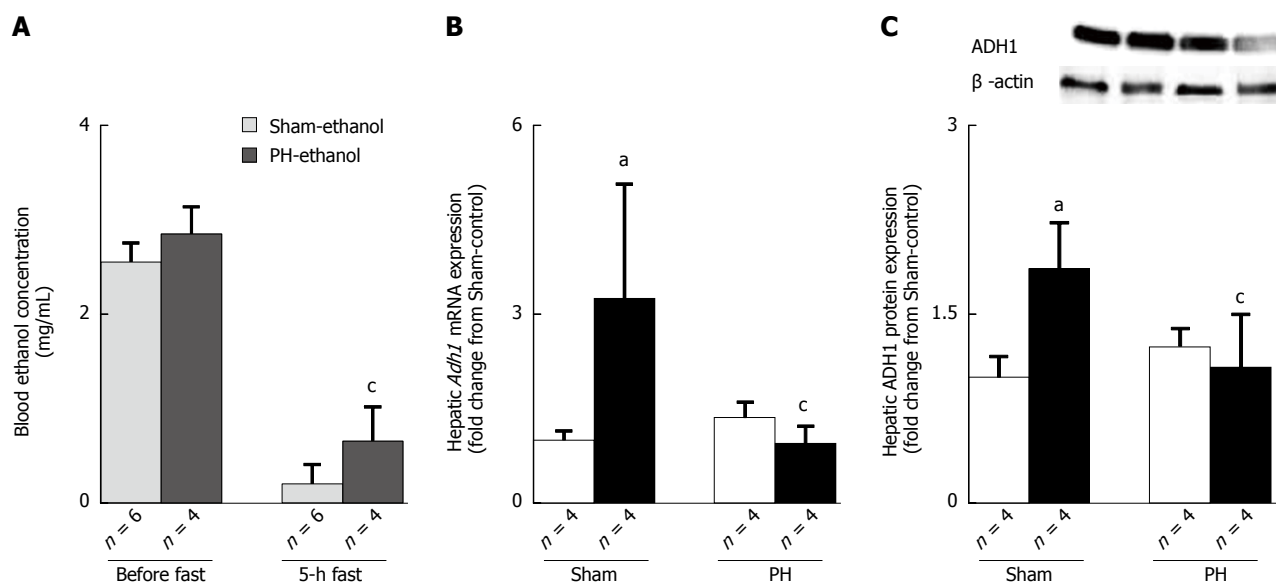 A
Blood ethanol concentration
(mg/mL)
4
2
0
Sham-ethanol
PH-ethanol
c
n = 6
n = 4
n = 6
n = 4
Before fast
5-h fast
B
Hepatic Adh1 mRNA expression
(fold change from Sham-control)
6
3
0
a
c
n = 4
n = 4
n = 4
n = 4
Sham
PH
C
ADH1
β -actin
Hepatic ADH1 protein expression
(fold change from Sham-control)
3
1.5
0
a
c
n = 4
n = 4
n = 4
n = 4
Sham
PH